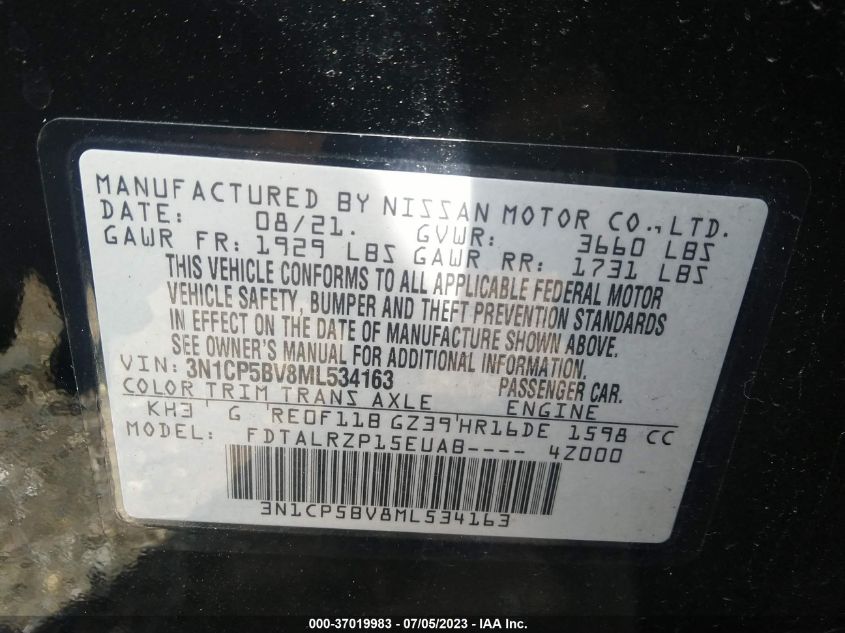 MANUFACTURED BY NISSAN MOTOR CO., LTD.
DATE: 08/21. GVWR: 3660 LBS
GAWR FR: 1929 LBS GAWR RR: 1731 LBS
THIS VEHICLE CONFORMS TO ALL APPLICABLE FEDERAL MOTOR
VEHICLE SAFETY, BUMPER AND THEFT PREVENTION STANDARDS
IN EFFECT ON THE DATE OF MANUFACTURE SHOWN ABOVE.
SEE OWNER'S MANUAL FOR ADDITIONAL INFORMATION.
VIN: 3N1CP5BV8ML534163 PASSENGER CAR.
COLOR TRIM TRANS AXLE ENGINE
KH3 ' G ' RE0F11B GZ39'HR16DE 1598 CC
MODEL: FDTALRZP15EUAB---- 4Z000
3N1CP5BV8ML534163
000-37019983 - 07/05/2023 - IAA Inc.